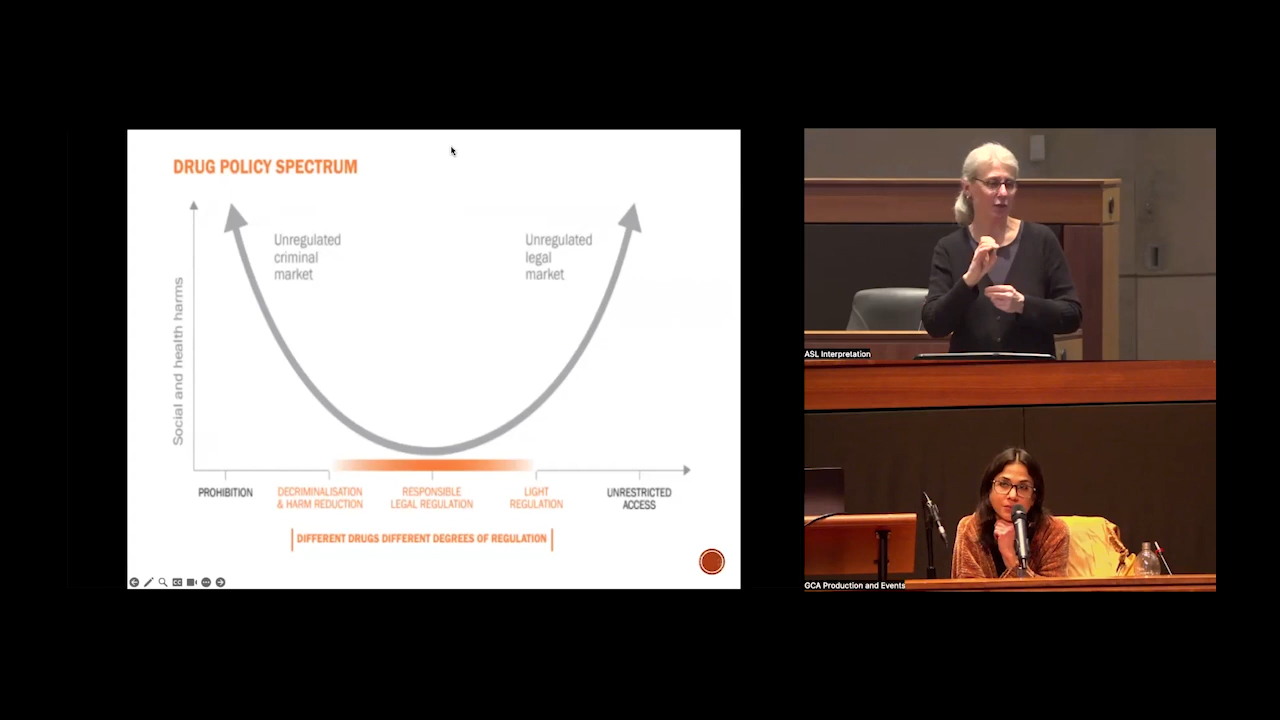 DRUG POLICY SPECTRUM
Unregulated
criminal
market
Unregulated
legal
market
Social and health harms
PROHIBITION
DECRIMINALISATION
& HARM REDUCTION
RESPONSIBLE
LEGAL REGULATION
LIGHT
REGULATION
UNRESTRICTED
ACCESS
DIFFERENT DRUGS DIFFERENT DEGREES OF REGULATION
ASL Interpretation
GCA Production and Events